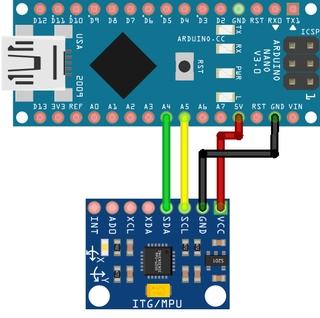 D12 D11 D10 D9 D8 D7 D6 D5 D4 D3 D2 GND RST RX0 TX1
TX
RX
PWR
L
ARDUINO.CC
RST
USA
2009
ARDUINO
NANO
V3.0
ICSP
1
D13 3V3 REF A0 A1 A2 A3 A4 A5 A6 A7 5V RST GND VIN
INT ADO XCL XDA SDA SCL GND VCC
X
Y
ITG/MPU